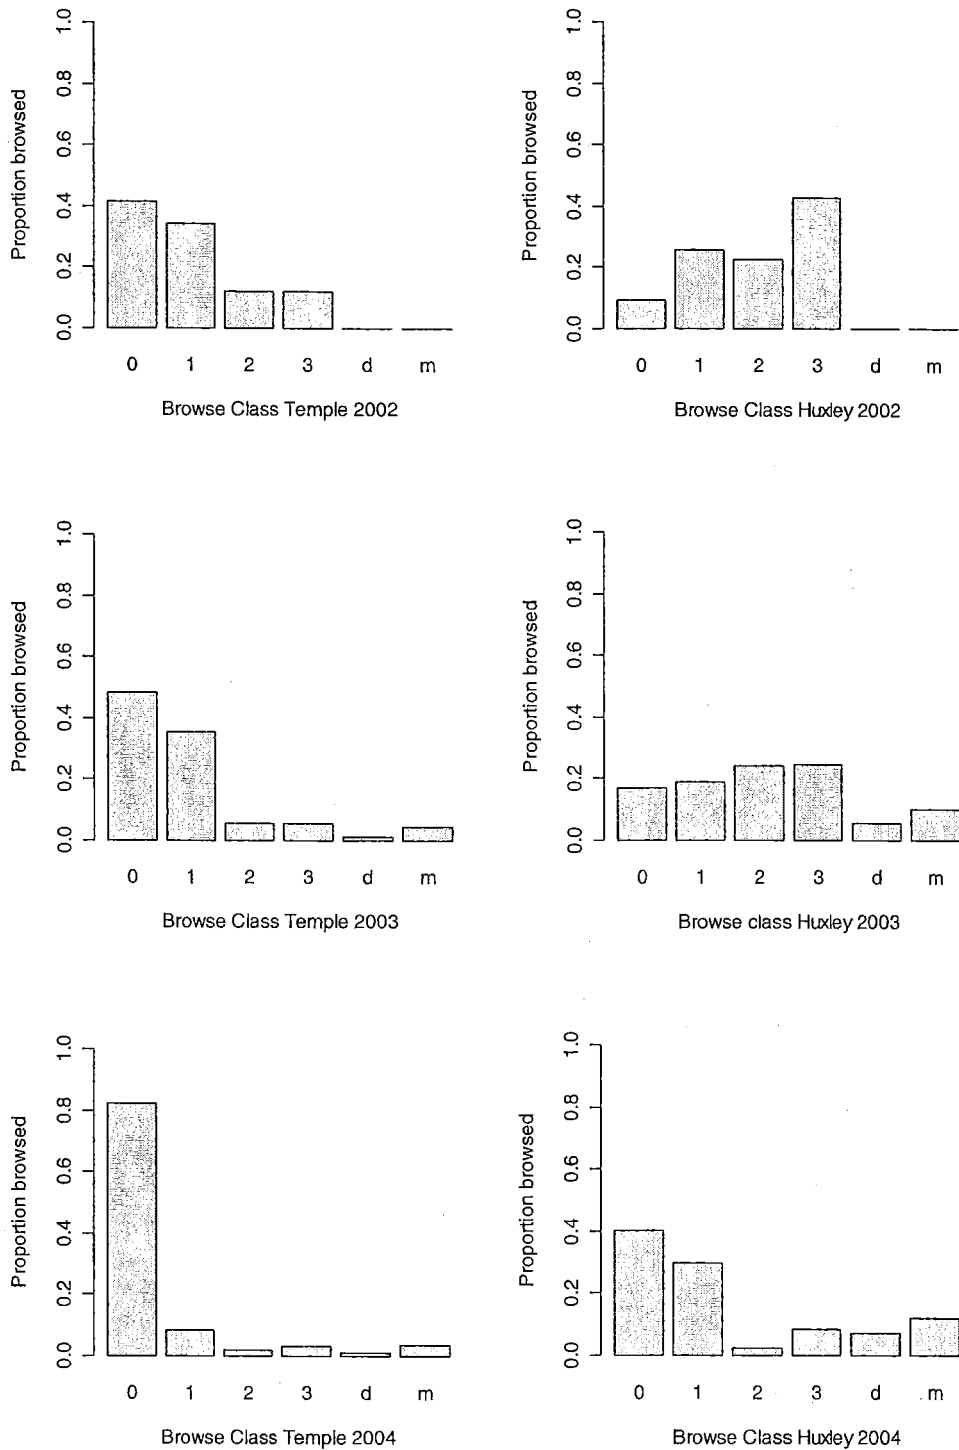 Proportion browsed
1.0
0.8
0.6
0.4
0.2
0.0
0 1 2 3 d m
Browse Class Temple 2002
Proportion browsed
1.0
0.8
0.6
0.4
0.2
0.0
0 1 2 3 d m
Browse Class Huxley 2002
Proportion browsed
1.0
0.8
0.6
0.4
0.2
0.0
0 1 2 3 d m
Browse Class Temple 2003
Proportion browsed
1.0
0.8
0.6
0.4
0.2
0.0
0 1 2 3 d m
Browse class Huxley 2003
Proportion browsed
1.0
0.8
0.6
0.4
0.2
0.0
0 1 2 3 d m
Browse Class Temple 2004
Proportion browsed
1.0
0.8
0.6
0.4
0.2
0.0
0 1 2 3 d m
Browse Class Huxley 2004